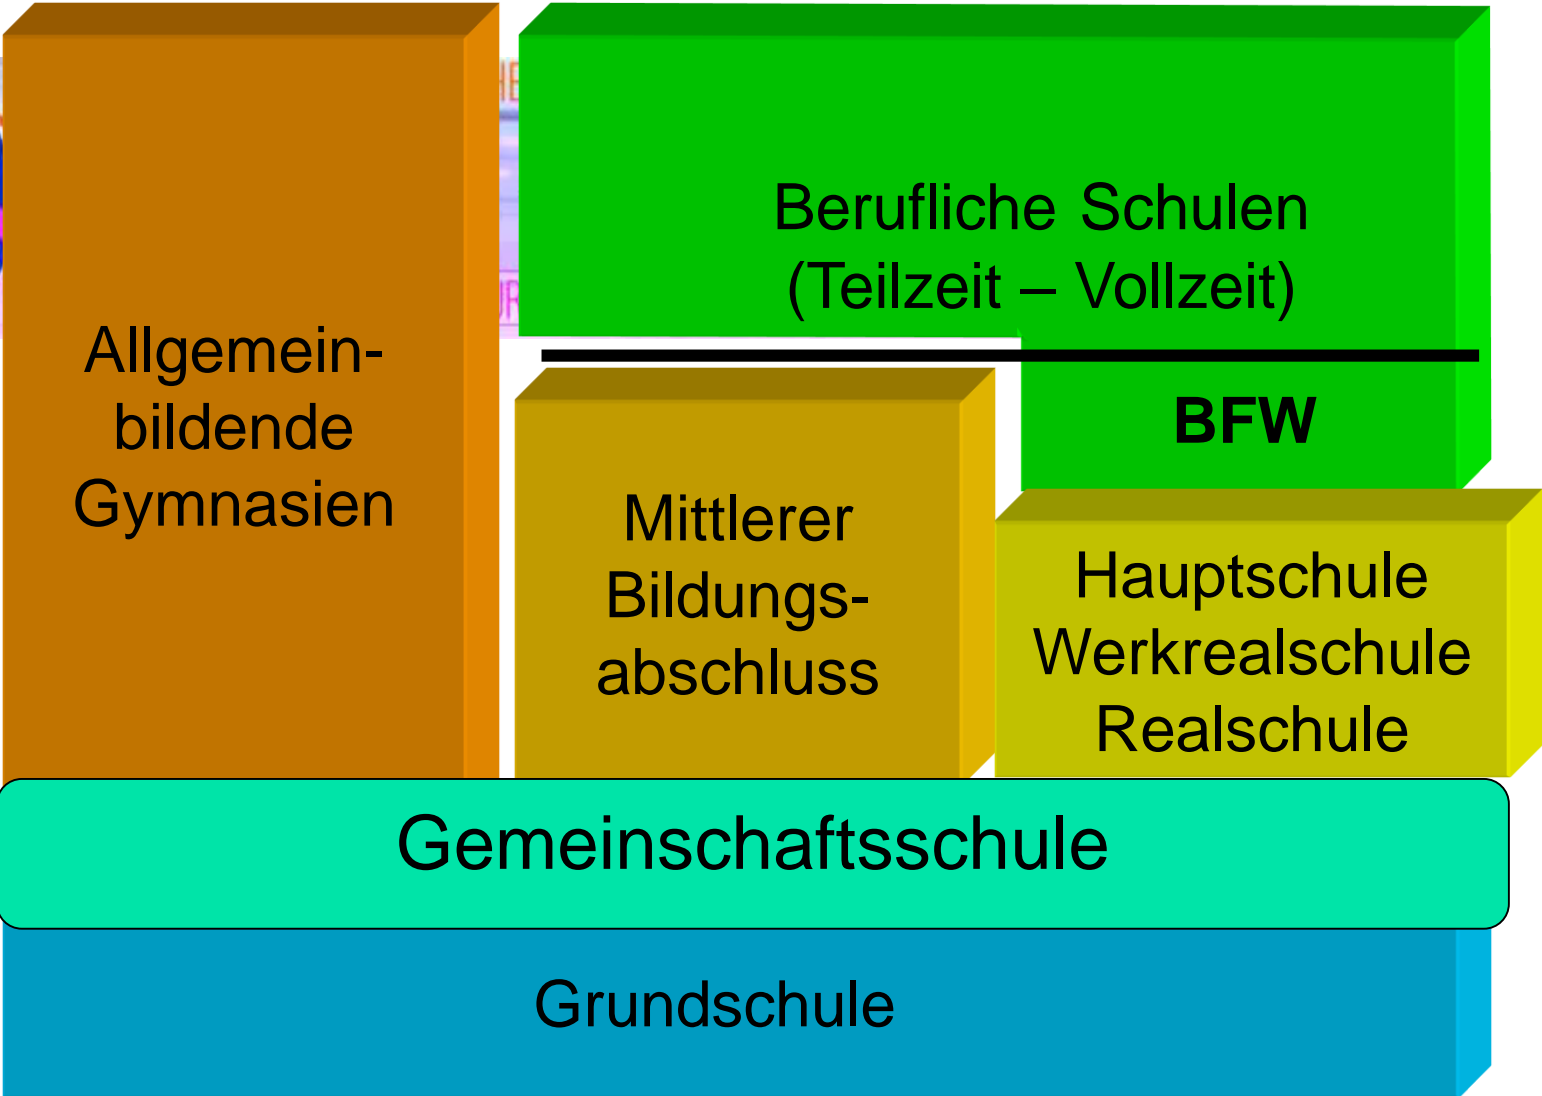 Allgemein-
bildende
Gymnasien
Berufliche Schulen
(Teilzeit – Vollzeit)
BFW
Mittlerer
Bildungs-
abschluss
Hauptschule
Werkrealschule
Realschule
Gemeinschaftsschule
Grundschule